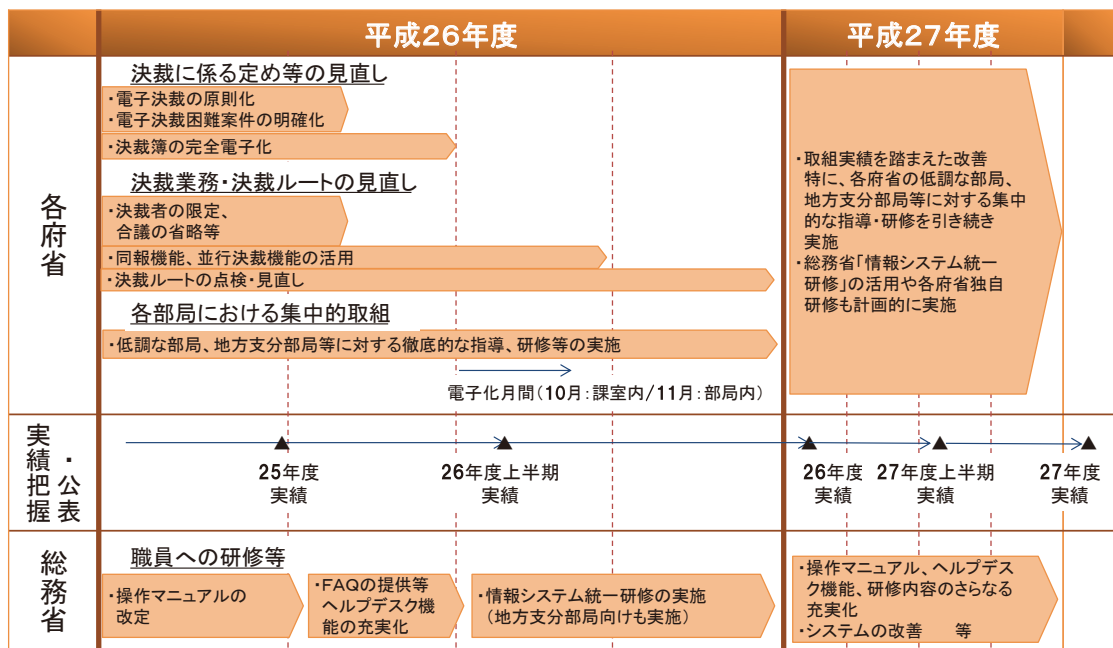 平成26年度
平成27年度
各府省
決裁に係る定め等の見直し
・電子決裁の原則化
・電子決裁困難案件の明確化
・決裁簿の完全電子化
決裁業務・決裁ルートの見直し
・決裁者の限定、
合議の省略等
・同報機能、並行決裁機能の活用
・決裁ルートの点検・見直し
各部局における集中的取組
・低調な部局、地方支分部局等に対する徹底的な指導、研修等の実施
電子化月間(10月:課室内/11月:部局内)
・取組実績を踏まえた改善
特に、各府省の低調な部局、
地方支分部局等に対する集中
的な指導・研修を引き続き
実施
・総務省「情報システム統一
研修」の活用や各府省独自
研修も計画的に実施
実績把握
・公表
25年度
実績
26年度上半期
実績
26年度
実績
27年度上半期
実績
27年度
実績
総務省
職員への研修等
・操作マニュアルの
改定
・FAQの提供等
ヘルプデスク機
能の充実化
・情報システム統一研修の実施
(地方支分部局向けも実施)
・操作マニュアル、ヘルプデス
ク機能、研修内容のさらなる
充実化
・システムの改善 等